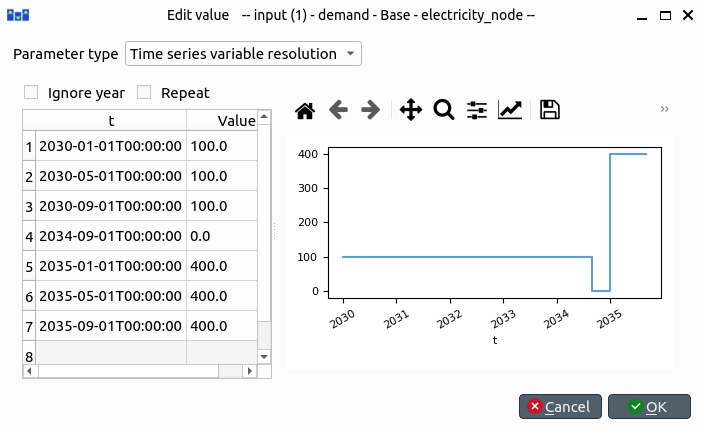 Edit value -- input (1) - demand - Base - electricity_node --
Parameter type Time series variable resolution
Ignore year Repeat
t Value
1 2030-01-01T00:00:00 100.0
2 2030-05-01T00:00:00 100.0
3 2030-09-01T00:00:00 100.0
4 2034-09-01T00:00:00 0.0
5 2035-01-01T00:00:00 400.0
6 2035-05-01T00:00:00 400.0
7 2035-09-01T00:00:00 400.0
8
400
300
200
100
0
2030 2031 2032 2033 2034 2035
t
Cancel OK